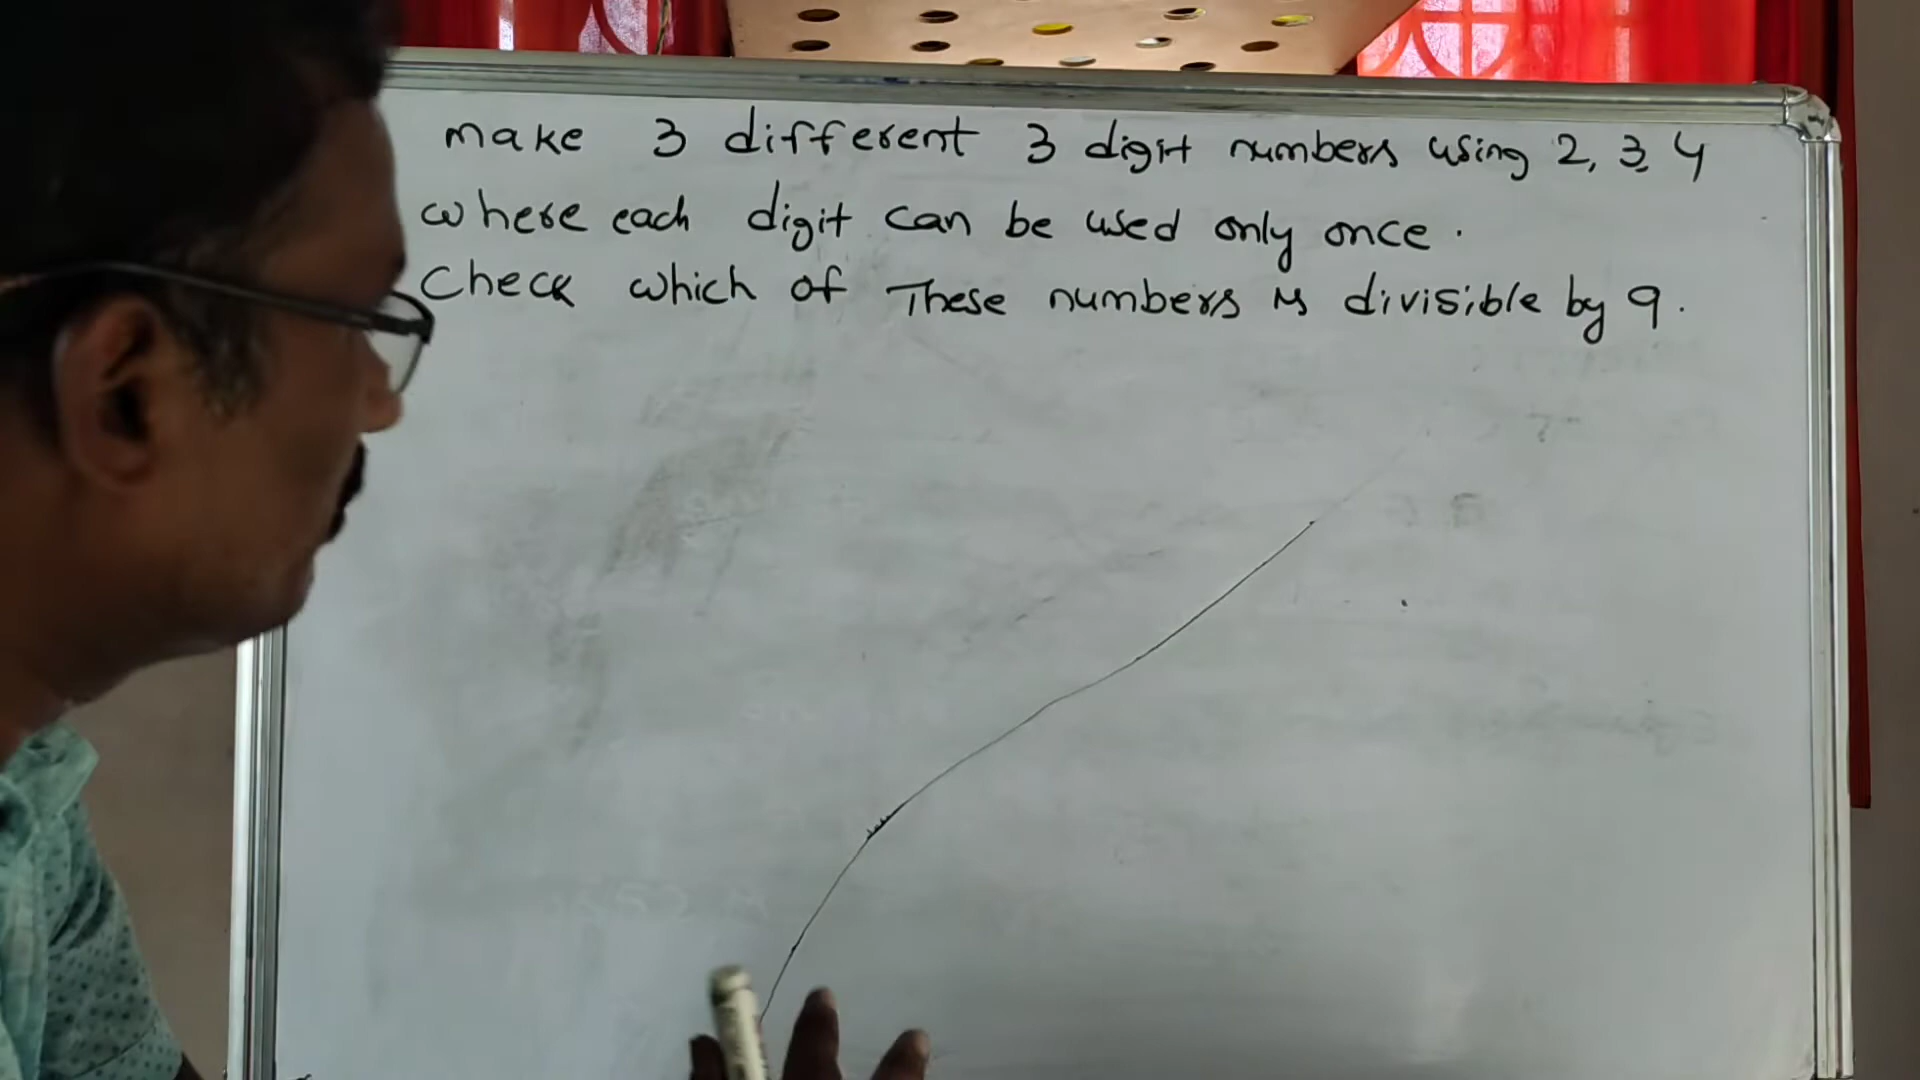 make 3 different 3 digit numbers using 2, 3, 4
where each digit can be used only once.
Check which of These numbers is divisible by 9.